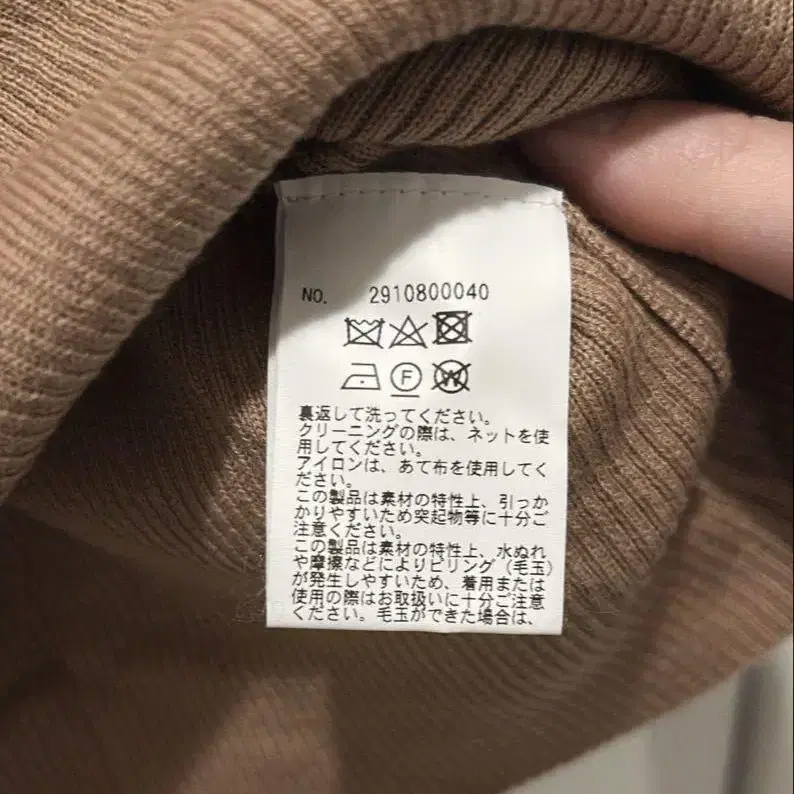 NO. 2910800040
F
W
裏返して洗ってください。
クリーニングの際は、ネットを使
用してください。
アイロンは、あて布を使用してく
ださい。
この製品は素材の特性上、引っか
かりやすいため突起物等に十分ご
注意ください。
この製品は素材の特性上、水ぬれ
や摩擦などによりピリング（毛玉）
が発生しやすいため、着用または
使用の際はお取扱いに十分ご注意
ください。毛玉ができた場合は、